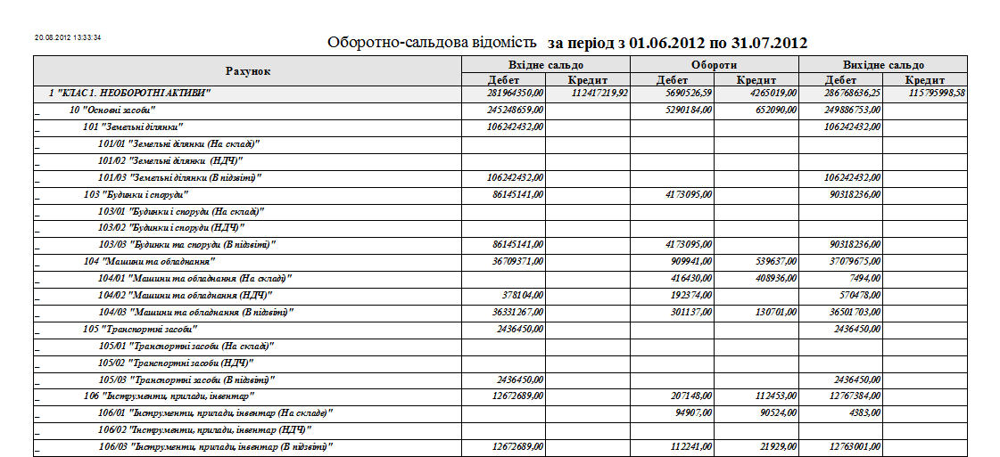 20.08.2012 13:33:34
Оборотно-сальдова відомість за період з 01.06.2012 по 31.07.2012
Рахунок Вхідне сальдо Обороти Вихідне сальдо
Дебет Кредит Дебет Кредит Дебет Кредит
1 "КЛАС 1. НЕОБОРОТНІ АКТИВИ" 281964350,00 112417219,92 5690526,59 4265019,00 286768636,25 115795998,58
_ 10 "Основні засоби" 245248659,00 5290184,00 652090,00 249886753,00
_ 101 "Земельні ділянки" 106242432,00 106242432,00
_ 101/01 "Земельні ділянки (На складі)"
_ 101/02 "Земельні ділянки (НДЧ)"
_ 101/03 "Земельні ділянки (В підзвіті)" 106242432,00 106242432,00
_ 103 "Будинки і споруди" 86145141,00 4173095,00 90318236,00
_ 103/01 "Будинки і споруди (На складі)"
_ 103/02 "Будинки і споруди (НДЧ)"
_ 103/03 "Будинки та споруди (В підзвіті)" 86145141,00 4173095,00 90318236,00
_ 104 "Машини та обладнання" 36709371,00 909941,00 539637,00 37079675,00
_ 104/01 "Машини та обладнання (На складі)" 416430,00 408936,00 7494,00
_ 104/02 "Машини та обладнання (НДЧ)" 378104,00 192374,00 570478,00
_ 104/03 "Машини та обладнання (В підзвіті)" 36331267,00 301137,00 130701,00 36501703,00
_ 105 "Транспортні засоби" 2436450,00 2436450,00
_ 105/01 "Транспортні засоби (На складі)"
_ 105/02 "Транспортні засоби (НДЧ)"
_ 105/03 "Транспортні засоби (В підзвіті)" 2436450,00 2436450,00
_ 106 "Інструменти, прилади, інвентар" 12672689,00 207148,00 112453,00 12767384,00
_ 106/01 "Інструменти, прилади, інвентар (На складе)" 94907,00 90524,00 4383,00
_ 106/02 "Інструменти, прилади, інвентар (НДЧ)"
_ 106/03 "Інструменти, прилади, інвентар (В підзвіті)" 12672689,00 112241,00 21929,00 12763001,00